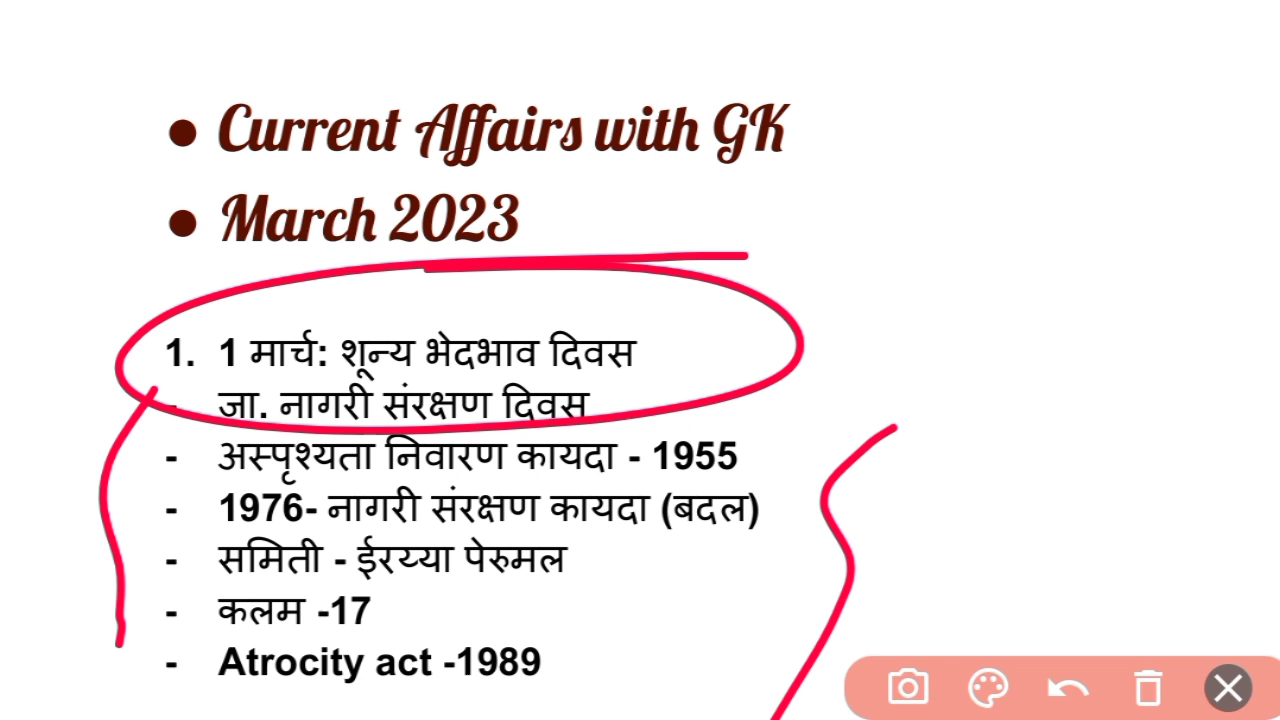 ● Current Affairs with GK
● March 2023
1. 1 मार्च: शून्य भेदभाव दिवस
- जा. नागरी संरक्षण दिवस
- अस्पृश्यता निवारण कायदा - 1955
- 1976- नागरी संरक्षण कायदा (बदल)
- समिती - ईरय्या पेरुमल
- कलम -17
- Atrocity act -1989